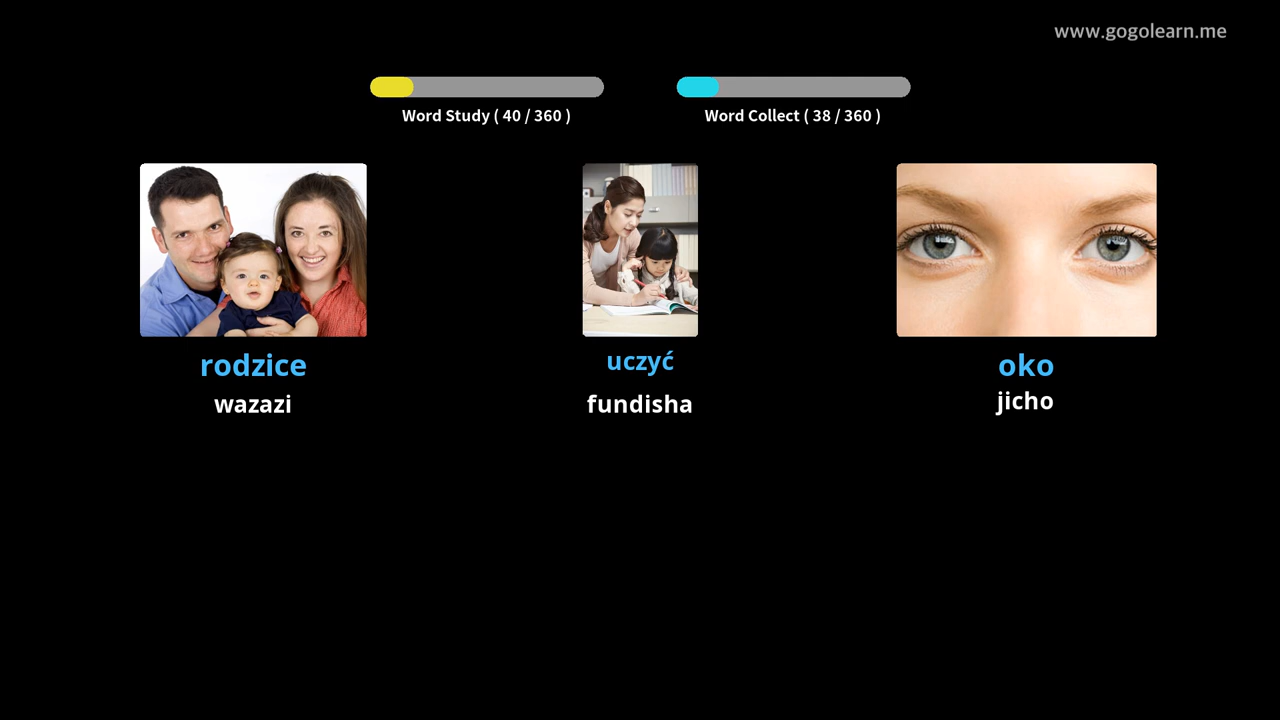 www.gogolearn.me
Word Study ( 40 / 360 )
Word Collect ( 38 / 360 )
rodzice
wazazi
uczyć
fundisha
oko
jicho